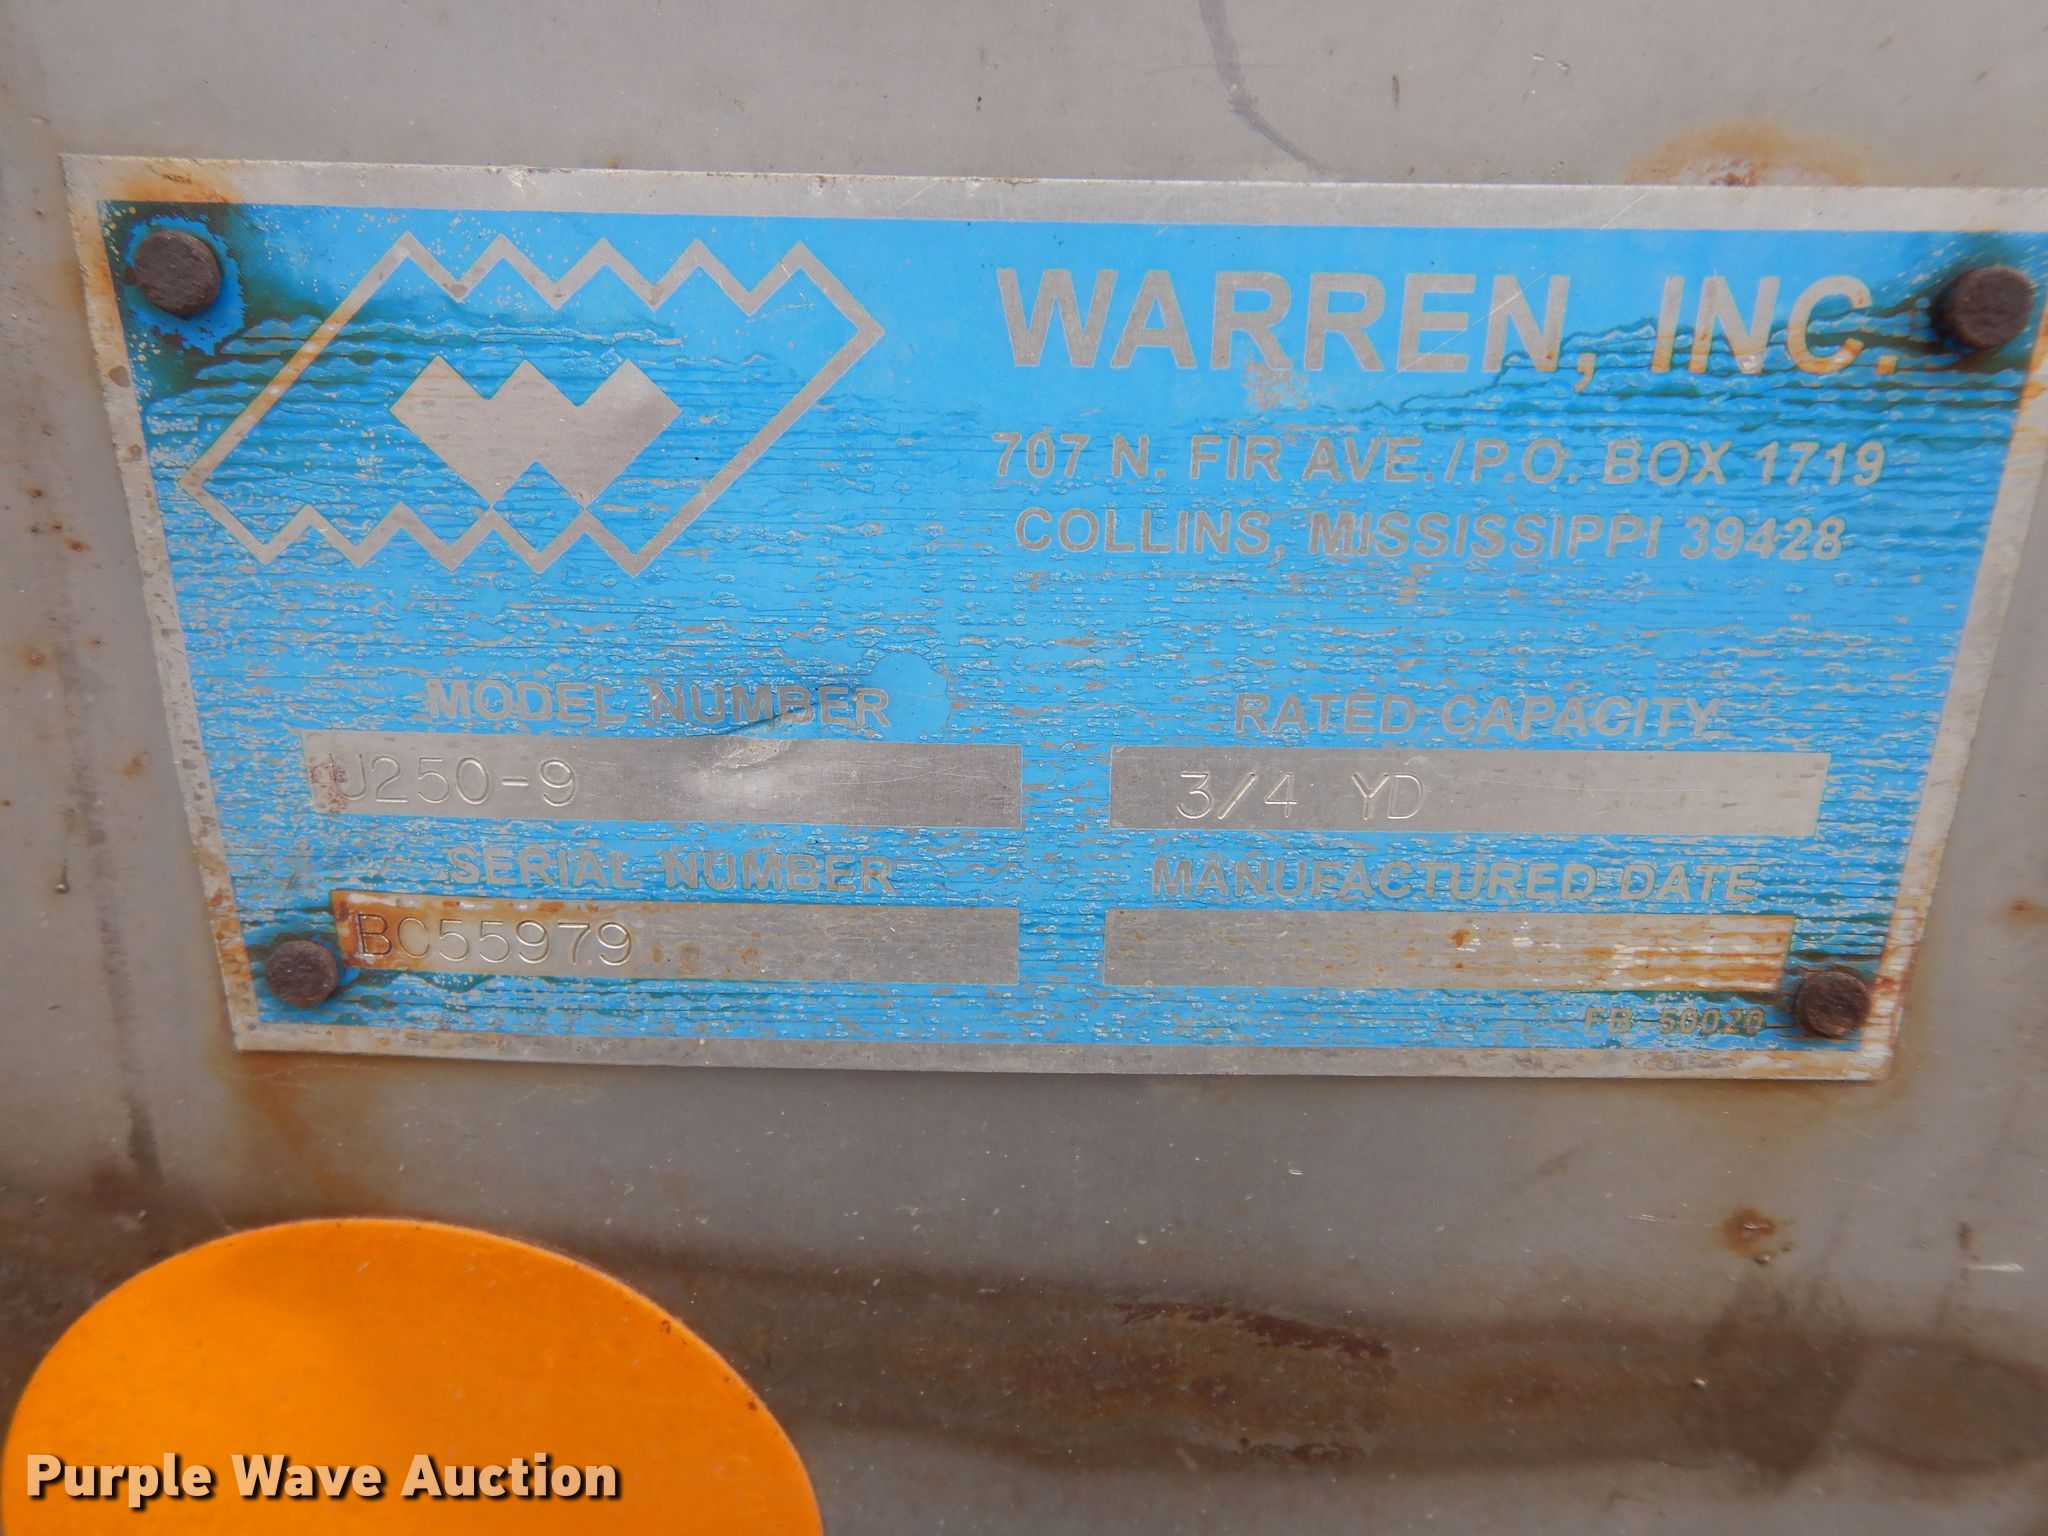 WARREN, INC.
707 N. FIR AVE./P.O. BOX 1719
COLLINS, MISSISSIPPI 39428
MODEL NUMBER
U250-9
RATED CAPACITY
3/4 YD
SERIAL NUMBER
BC55979
MANUFACTURED DATE
FB 50020
Purple Wave Auction